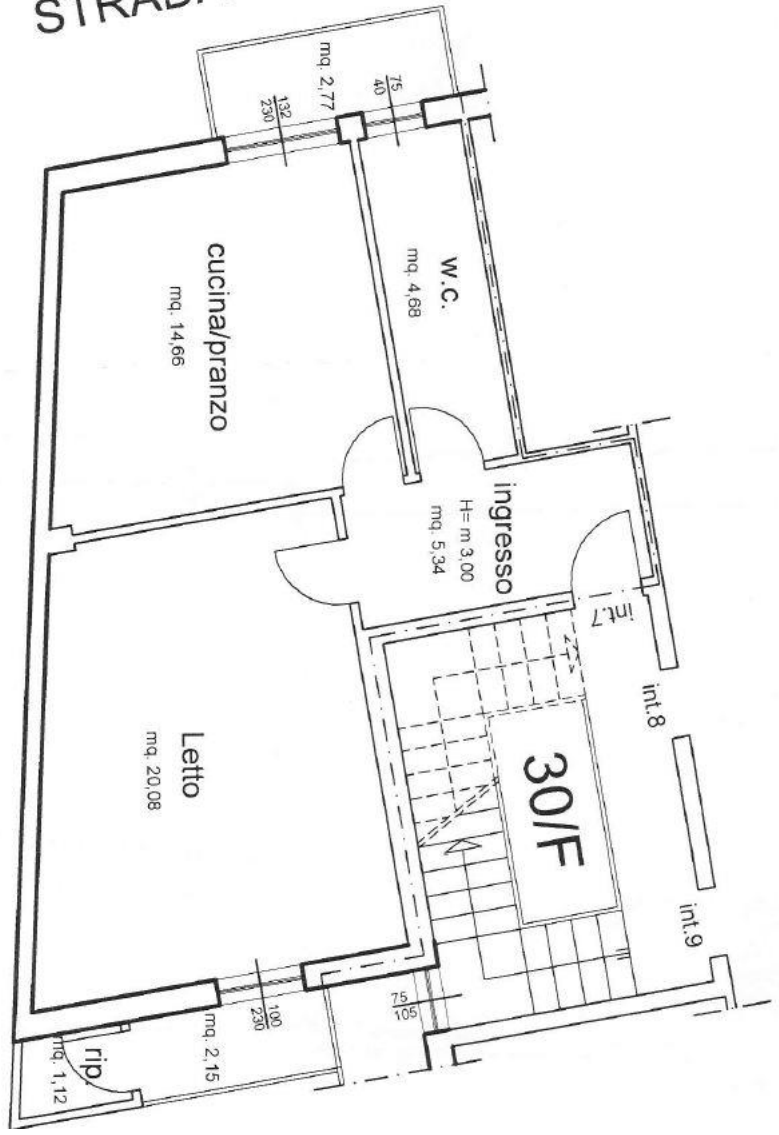 STRADA
mq. 2,77
75
40
132
230
w.c.
mq. 4,68
cucina/pranzo
mq. 14,66
ingresso
H= m 3,00
mq. 5,34
int.7
int.8
30/F
int.9
Letto
mq. 20,08
100
230
75
105
mq. 2,15
rip.
mq. 1,12